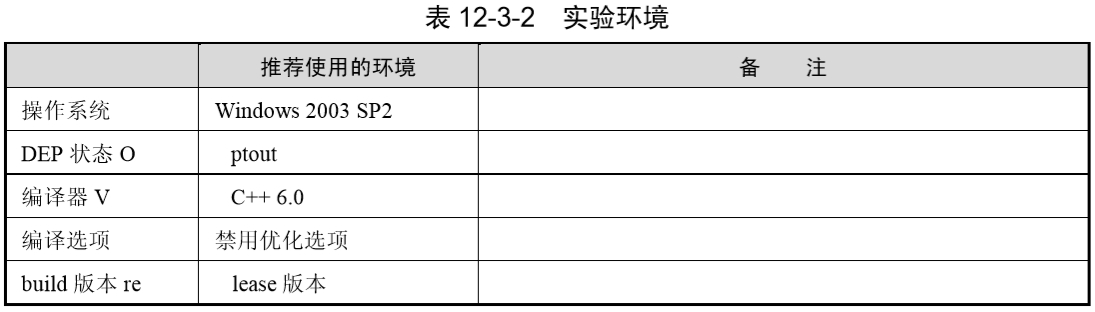 表 12-3-2 实验环境
推荐使用的环境 备 注
操作系统 Windows 2003 SP2
DEP 状态 O ptout
编译器 V C++ 6.0
编译选项 禁用优化选项
build 版本 re lease 版本